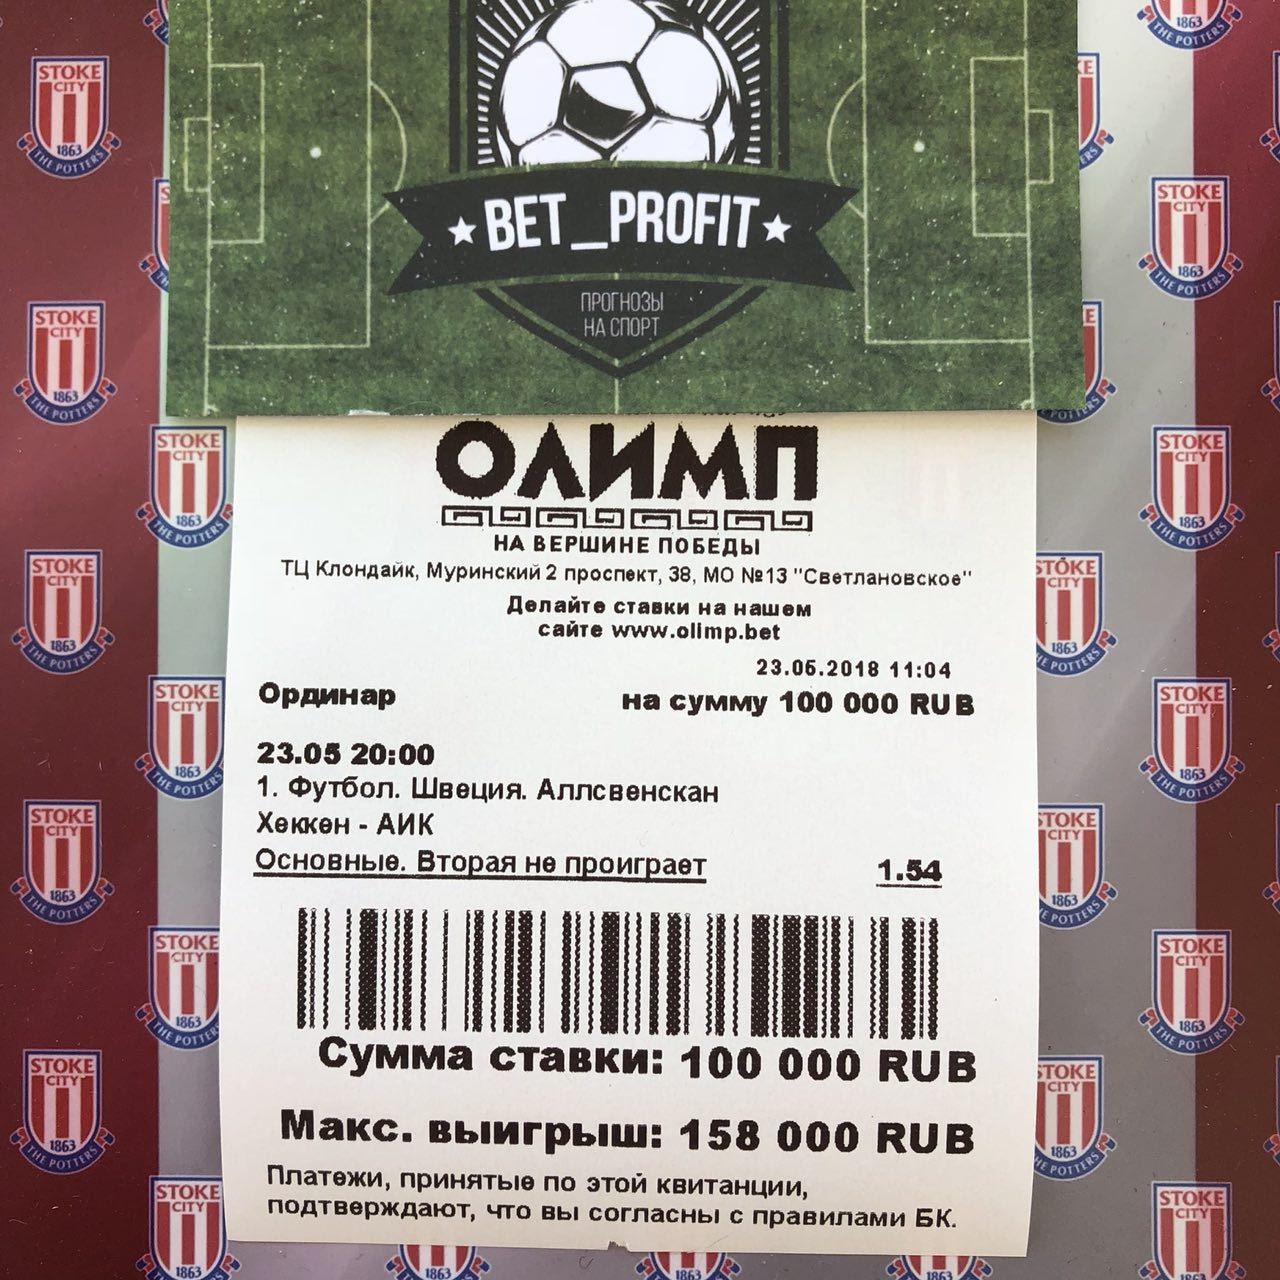 BET_PROFIT
ПРОГНОЗЫ
НА СПОРТ
ОЛИМП
НА ВЕРШИНЕ ПОБЕДЫ
ТЦ Клондайк, Муринский 2 проспект, 38, МО №13 "Светлановское"
Делайте ставки на нашем
сайте www.olimp.bet
23.05.2018 11:04
Ординар на сумму 100 000 RUB
23.05 20:00
1. Футбол. Швеция. Аллсвенскан
Хеккен - АИК
Основные. Вторая не проиграет 1.54
Сумма ставки: 100 000 RUB
Макс. выигрыш: 158 000 RUB
Платежи, принятые по этой квитанции,
подтверждают, что вы согласны с правилами БК.
STOKE
CITY
1863
THE POTTERS